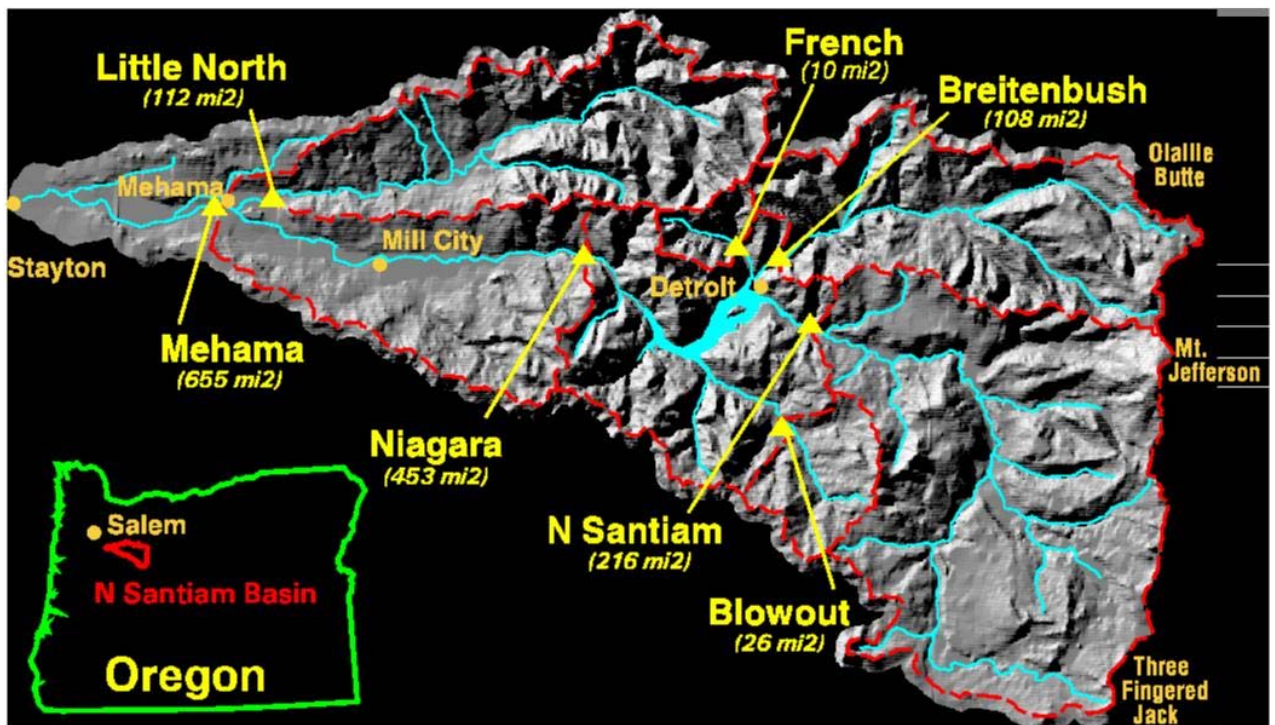 French
(10 mi2)
Little North
(112 mi2)
Breitenbush
(108 mi2)
Olallie
Butte
Mehama
Mill City
Stayton
Detroit
Mehama
(655 mi2)
Mt.
Jefferson
Niagara
(453 mi2)
N Santiam
(216 mi2)
Salem
N Santiam Basin
Blowout
(26 mi2)
Oregon
Three
Fingered
Jack